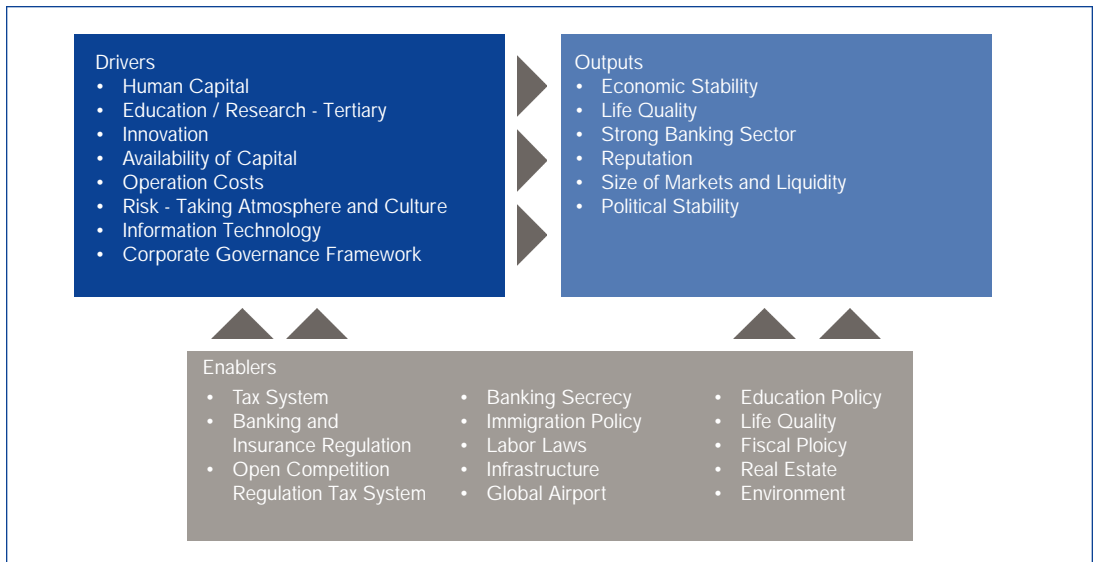 Drivers
• Human Capital
• Education / Research - Tertiary
• Innovation
• Availability of Capital
• Operation Costs
• Risk - Taking Atmosphere and Culture
• Information Technology
• Corporate Governance Framework
Outputs
• Economic Stability
• Life Quality
• Strong Banking Sector
• Reputation
• Size of Markets and Liquidity
• Political Stability
Enablers
• Tax System
• Banking and
Insurance Regulation
• Open Competition
Regulation Tax System
• Banking Secrecy
• Immigration Policy
• Labor Laws
• Infrastructure
• Global Airport
• Education Policy
• Life Quality
• Fiscal Ploicy
• Real Estate
• Environment